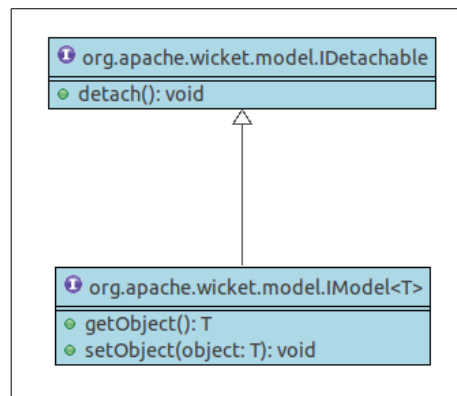 I org.apache.wicket.model.IDetachable
detach(): void
I org.apache.wicket.model.IModel<T>
getObject(): T
setObject(object: T): void